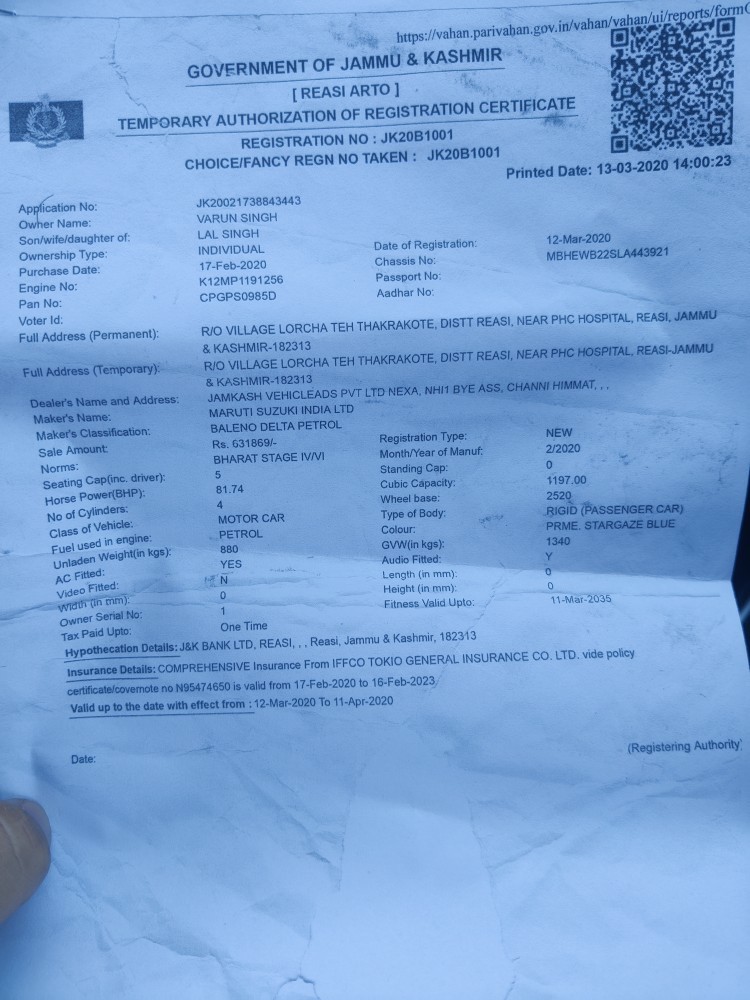 https://vahan.parivahan.gov.in/vahan/vahan/ui/reports/formC
GOVERNMENT OF JAMMU & KASHMIR
[ REASI ARTO ]
TEMPORARY AUTHORIZATION OF REGISTRATION CERTIFICATE
REGISTRATION NO : JK20B1001
CHOICE/FANCY REGN NO TAKEN : JK20B1001
Printed Date: 13-03-2020 14:00:23
Application No: JK20021738843443
Owner Name: VARUN SINGH
Son/wife/daughter of: LAL SINGH
Ownership Type: INDIVIDUAL Date of Registration: 12-Mar-2020
Purchase Date: 17-Feb-2020 Chassis No: MBHEWB22SLA443921
Engine No: K12MP1191256 Passport No:
Pan No: CPGPS0985D Aadhar No:
Voter Id:
Full Address (Permanent): R/O VILLAGE LORCHA TEH THAKRAKOTE, DISTT REASI, NEAR PHC HOSPITAL, REASI, JAMMU
& KASHMIR-182313
Full Address (Temporary): R/O VILLAGE LORCHA TEH THAKRAKOTE, DISTT REASI, NEAR PHC HOSPITAL, REASI-JAMMU
& KASHMIR-182313
Dealer's Name and Address: JAMKASH VEHICLEADS PVT LTD NEXA, NHI1 BYE ASS, CHANNI HIMMAT, , ,
Maker's Name: MARUTI SUZUKI INDIA LTD
Maker's Classification: BALENO DELTA PETROL
Sale Amount: Rs. 631869/- Registration Type: NEW
Norms: BHARAT STAGE IV/VI Month/Year of Manuf: 2/2020
Seating Cap(inc. driver): 5 Standing Cap: 0
Horse Power(BHP): 81.74 Cubic Capacity: 1197.00
No of Cylinders: 4 Wheel base: 2520
Class of Vehicle: MOTOR CAR Type of Body: RIGID (PASSENGER CAR)
Fuel used in engine: PETROL Colour: PRME. STARGAZE BLUE
Unladen Weight(in kgs): 880 GVW(in kgs): 1340
AC Fitted: YES Audio Fitted: Y
Video Fitted: N Length (in mm): 0
Width (in mm): 0 Height (in mm): 0
Owner Serial No: 1 Fitness Valid Upto: 11-Mar-2035
Tax Paid Upto: One Time
Hypothecation Details: J&K BANK LTD, REASI, , , Reasi, Jammu & Kashmir, 182313
Insurance Details: COMPREHENSIVE Insurance From IFFCO TOKIO GENERAL INSURANCE CO. LTD. vide policy
certificate/covernote no N95474650 is valid from 17-Feb-2020 to 16-Feb-2023
Valid up to the date with effect from : 12-Mar-2020 To 11-Apr-2020
Date:
(Registering Authority)